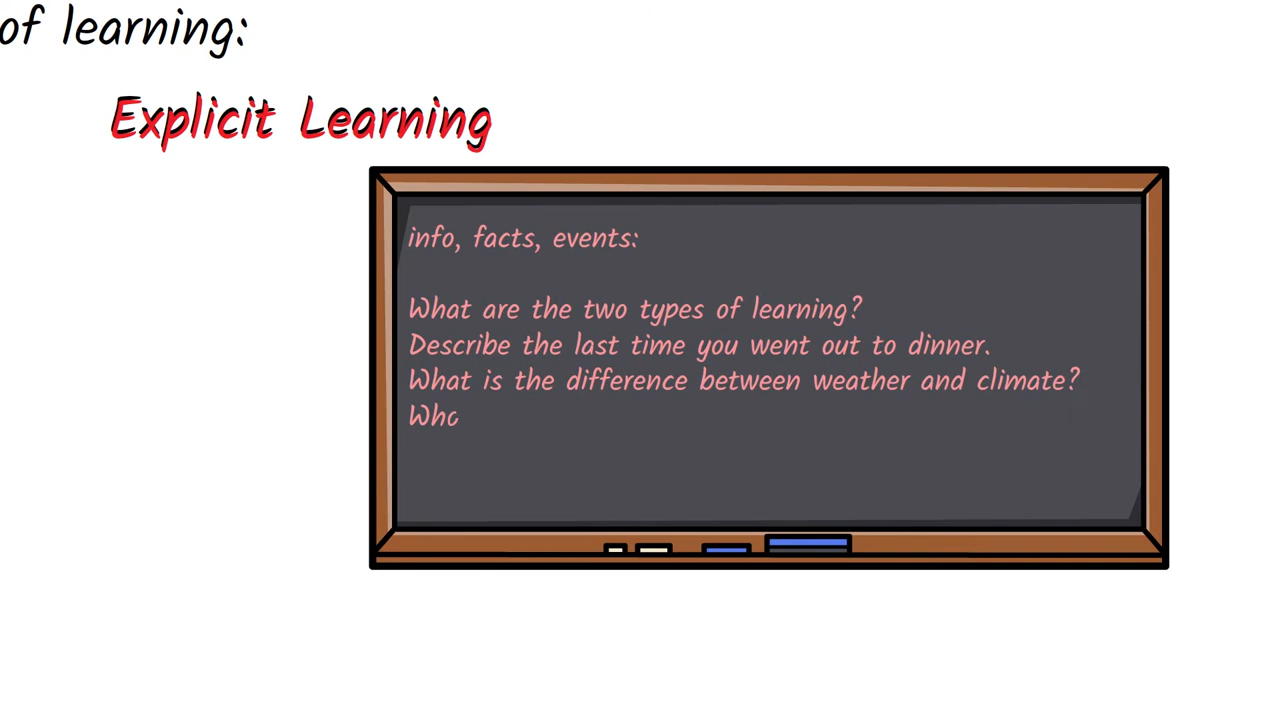 of learning:
Explicit Learning
info, facts, events:
What are the two types of learning?
Describe the last time you went out to dinner.
What is the difference between weather and climate?